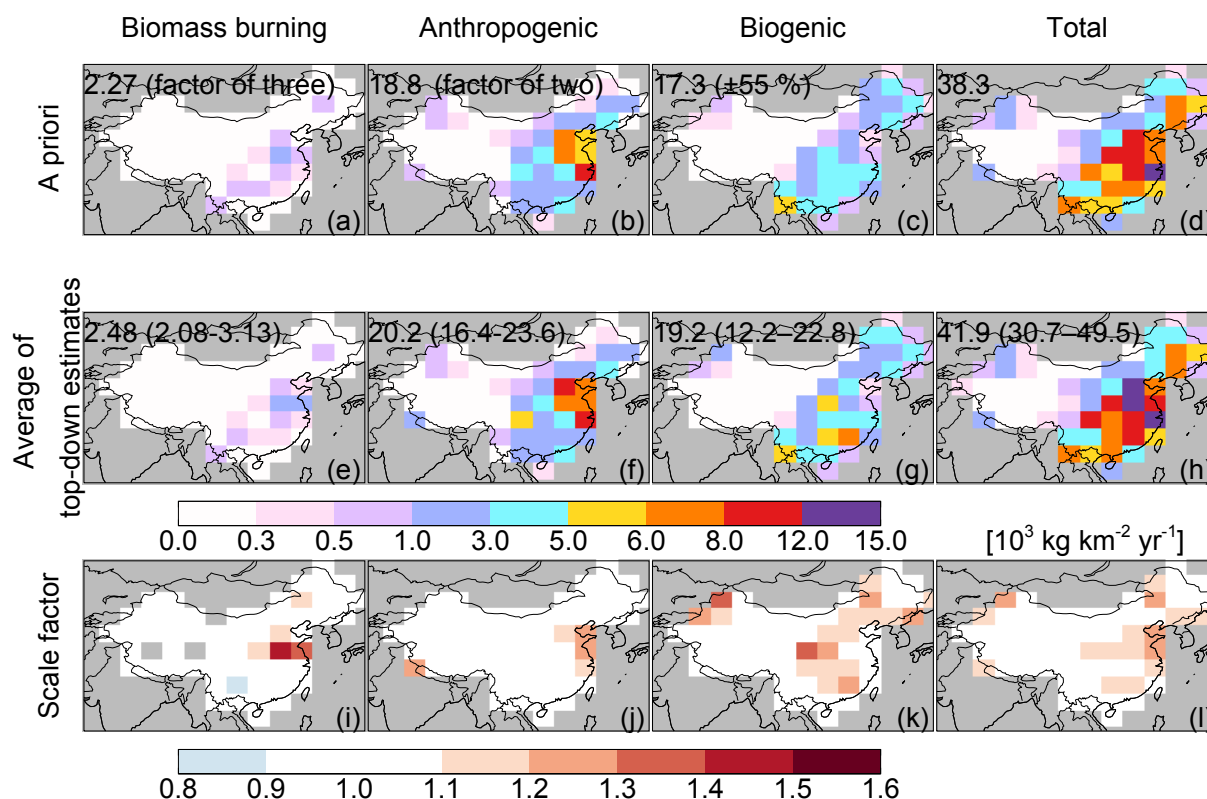 Biomass burning Anthropogenic Biogenic Total
A priori
2.27 (factor of three) 18.8 (factor of two) 17.3 (±55 %) 38.3
(a) (b) (c) (d)
Average of
top-down estimates
2.48 (2.08-3.13) 20.2 (16.4-23.6) 19.2 (12.2-22.8) 41.9 (30.7-49.5)
(e) (f) (g) (h)
0.0 0.3 0.5 1.0 3.0 5.0 6.0 8.0 12.0 15.0 [10³ kg km⁻² yr⁻¹]
Scale factor
(i) (j) (k) (l)
0.8 0.9 1.0 1.1 1.2 1.3 1.4 1.5 1.6